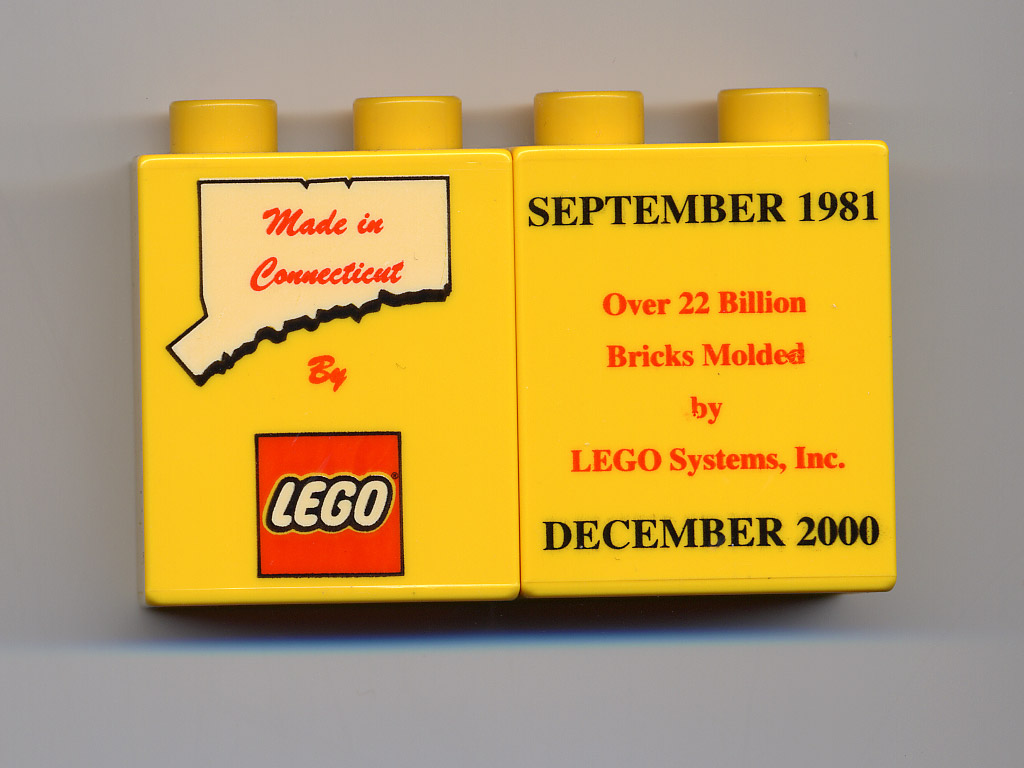 Made in
Connecticut
By
LEGO
SEPTEMBER 1981
Over 22 Billion
Bricks Molded
by
LEGO Systems, Inc.
DECEMBER 2000